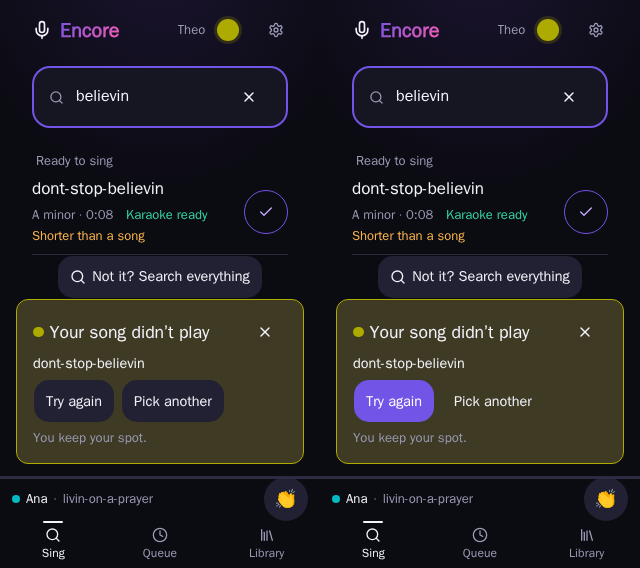 Encore
Theo
believin
Ready to sing
dont-stop-believin
A minor · 0:08 Karaoke ready
Shorter than a song
Not it? Search everything
Your song didn't play
dont-stop-believin
Try again
Pick another
You keep your spot.
Ana · livin-on-a-prayer
Sing
Queue
Library
Encore
Theo
believin
Ready to sing
dont-stop-believin
A minor · 0:08 Karaoke ready
Shorter than a song
Not it? Search everything
Your song didn't play
dont-stop-believin
Try again
Pick another
You keep your spot.
Ana · livin-on-a-prayer
Sing
Queue
Library